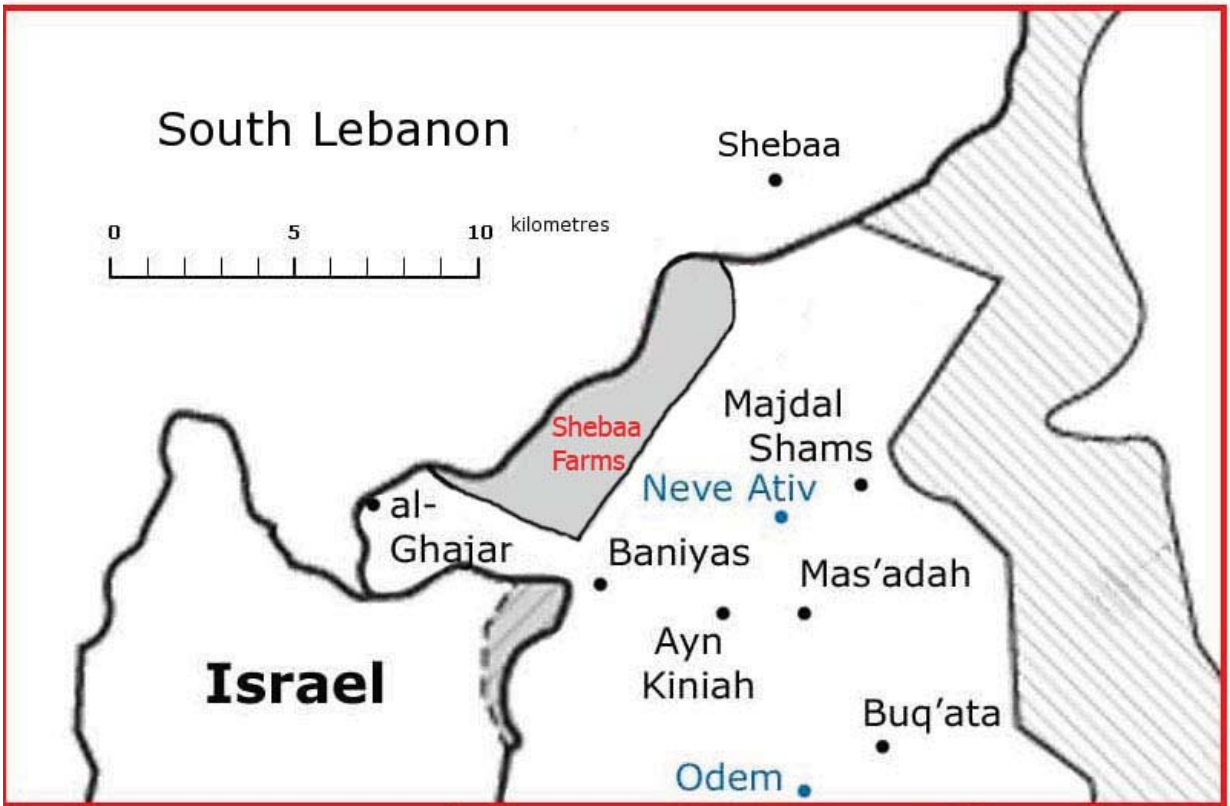 South Lebanon
Shebaa
0 5 10 kilometres
Shebaa
Farms
Majdal
Shams
Neve Ativ
al-
Ghajar
Baniyas
Mas'adah
Ayn
Kiniah
Israel
Buq'ata
Odem